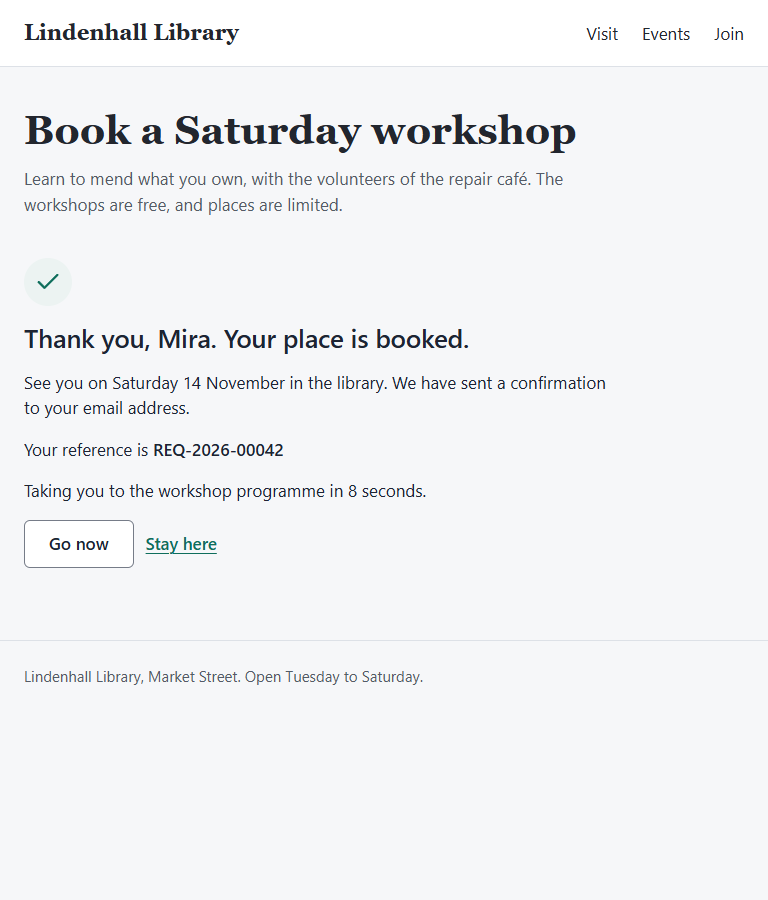 Lindenhall Library
Visit Events Join
Book a Saturday workshop
Learn to mend what you own, with the volunteers of the repair café. The
workshops are free, and places are limited.
Thank you, Mira. Your place is booked.
See you on Saturday 14 November in the library. We have sent a confirmation
to your email address.
Your reference is REQ-2026-00042
Taking you to the workshop programme in 8 seconds.
Go now Stay here
Lindenhall Library, Market Street. Open Tuesday to Saturday.